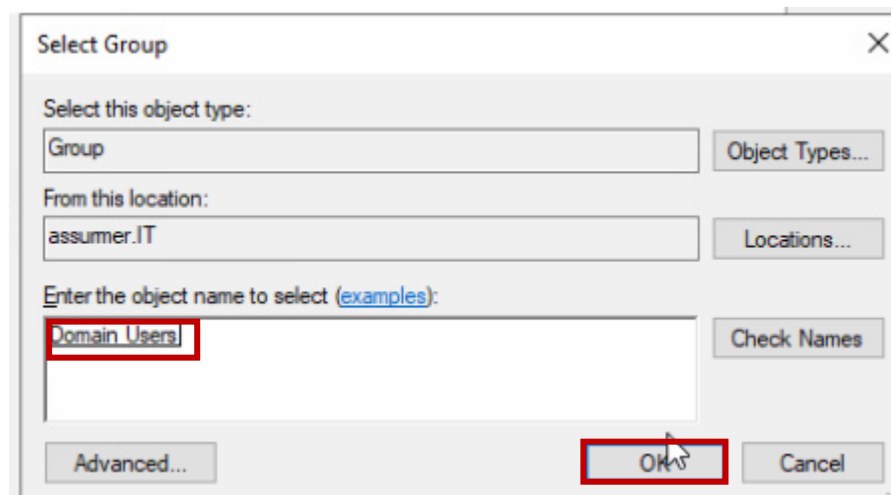 Select Group
Select this object type:
Group
Object Types...
From this location:
assurmer.IT
Locations...
Enter the object name to select (examples):
Domain Users
Check Names
Advanced...
OK
Cancel